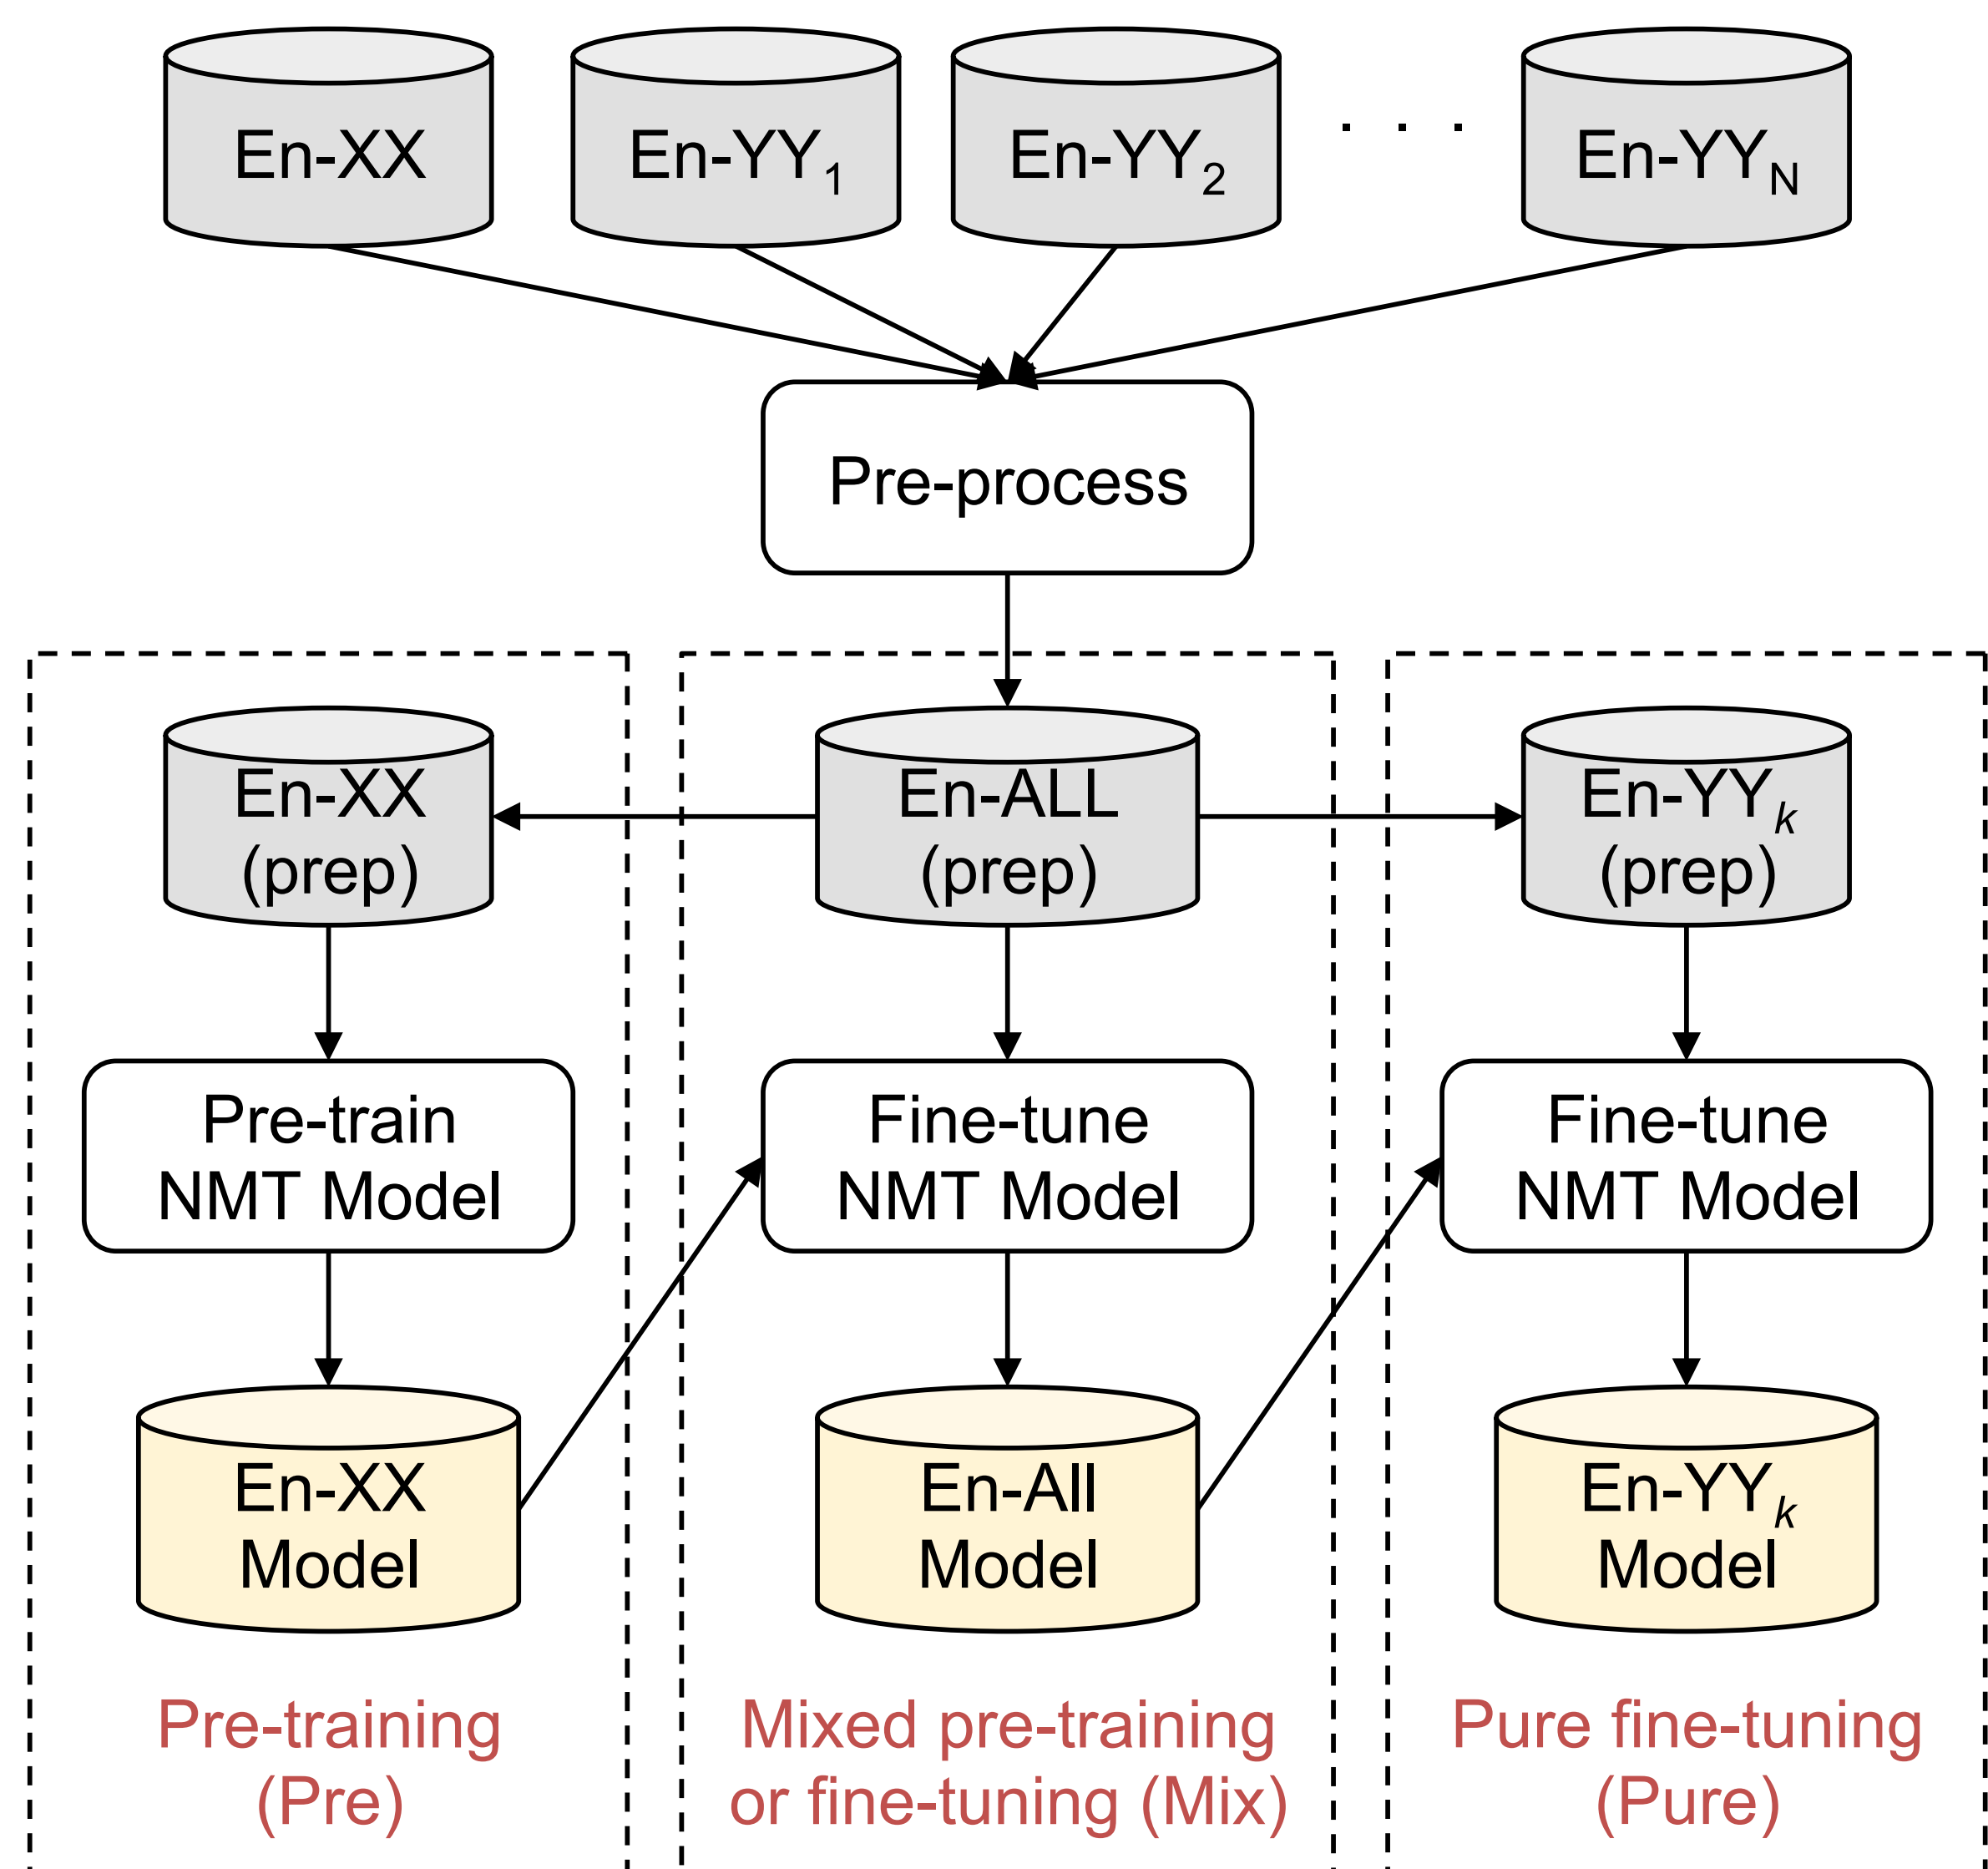 En-XX
En-YY1
En-YY2
. . .
En-YYN
Pre-process
En-XX
(prep)
En-ALL
(prep)
En-YYk
(prep)
Pre-train
NMT Model
Fine-tune
NMT Model
Fine-tune
NMT Model
En-XX
Model
En-All
Model
En-YYk
Model
Pre-training
(Pre)
Mixed pre-training
or fine-tuning (Mix)
Pure fine-tuning
(Pure)